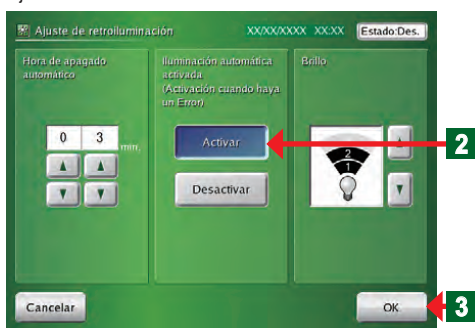 Ajuste de retroiluminación XX/XX/XXXX XX:XX Estado:Des.
Hora de apagado
automático
0 3 min.
Iluminación automática
activada
(Activación cuando haya
un Error)
Activar
Desactivar
Brillo
2
1
2
Cancelar
OK
3